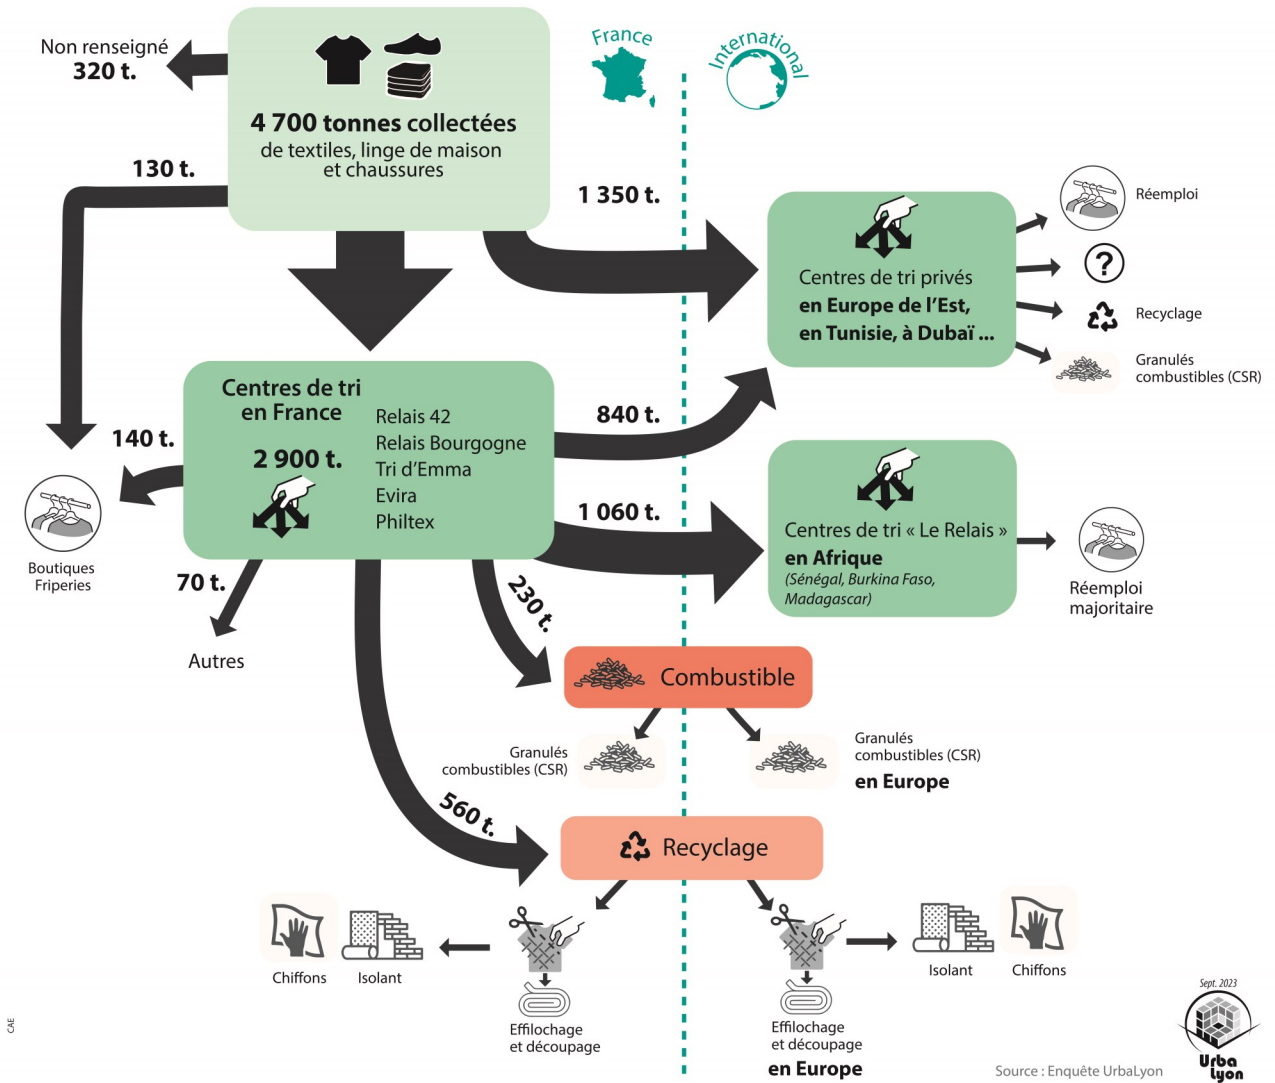 Non renseigné
320 t.
4 700 tonnes collectées
de textiles, linge de maison
et chaussures
France
International
130 t.
1 350 t.
Centres de tri privés
en Europe de l'Est,
en Tunisie, à Dubaï ...
Réemploi
?
Recyclage
Granulés
combustibles (CSR)
Centres de tri
en France
2 900 t.
Relais 42
Relais Bourgogne
Tri d'Emma
Evira
Philtex
840 t.
140 t.
Boutiques
Friperies
1 060 t.
Centres de tri « Le Relais »
en Afrique
(Sénégal, Burkina Faso,
Madagascar)
Réemploi
majoritaire
70 t.
Autres
230 t.
Combustible
Granulés
combustibles (CSR)
Granulés
combustibles (CSR)
en Europe
560 t.
Recyclage
Chiffons
Isolant
Effilochage
et découpage
Effilochage
et découpage
en Europe
Isolant
Chiffons
CAE
Sept. 2023
Urba
Lyon
Source : Enquête UrbaLyon